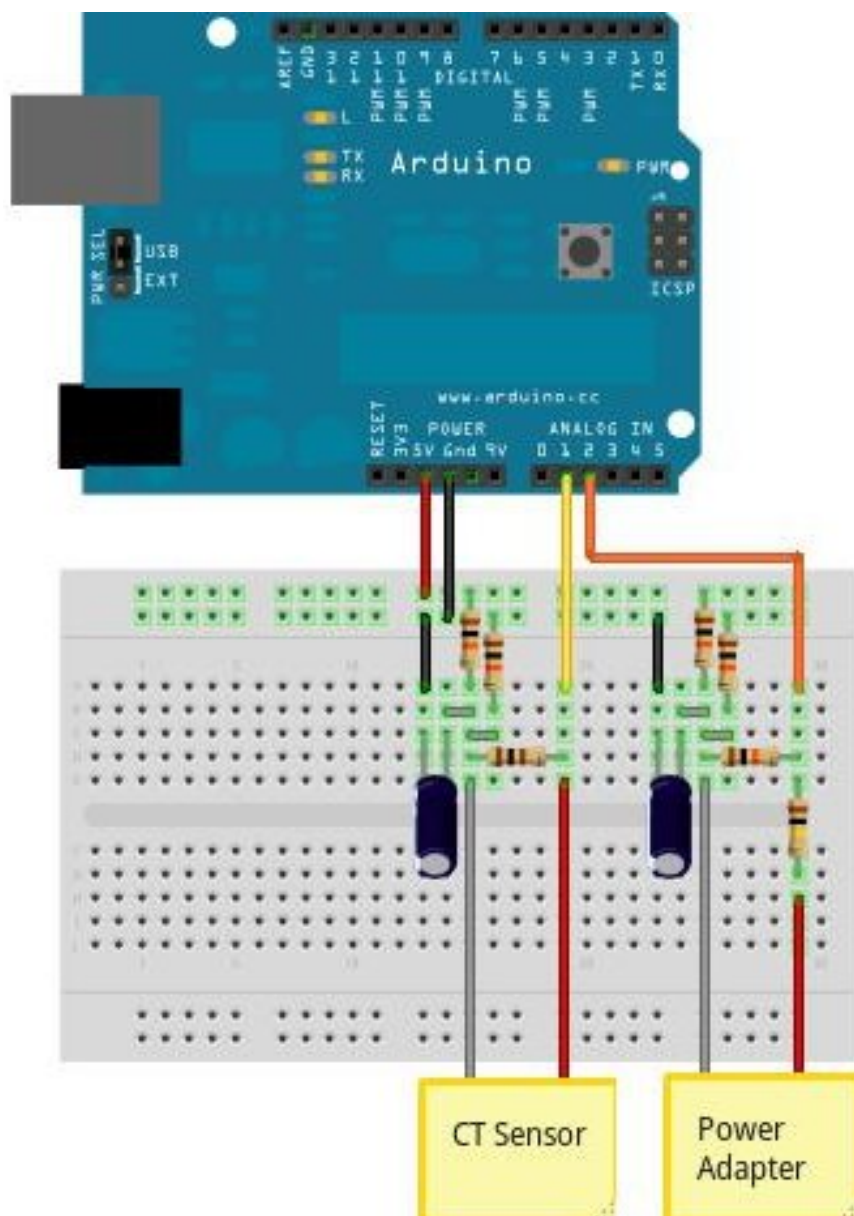 AREF
GND
13
12
11
10
9
8
7
6
5
4
3
2
1
0
PWM
PWM
PWM
PWM
PWM
PWM
TX
RX
DIGITAL
L
TX
RX
Arduino
PWM
PWR SEL
USB
EXT
ICSP
www.arduino.cc
POWER
ANALOG IN
RESET
3V3
5V Gnd 9V
0 1 2 3 4 5
CT Sensor
Power
Adapter